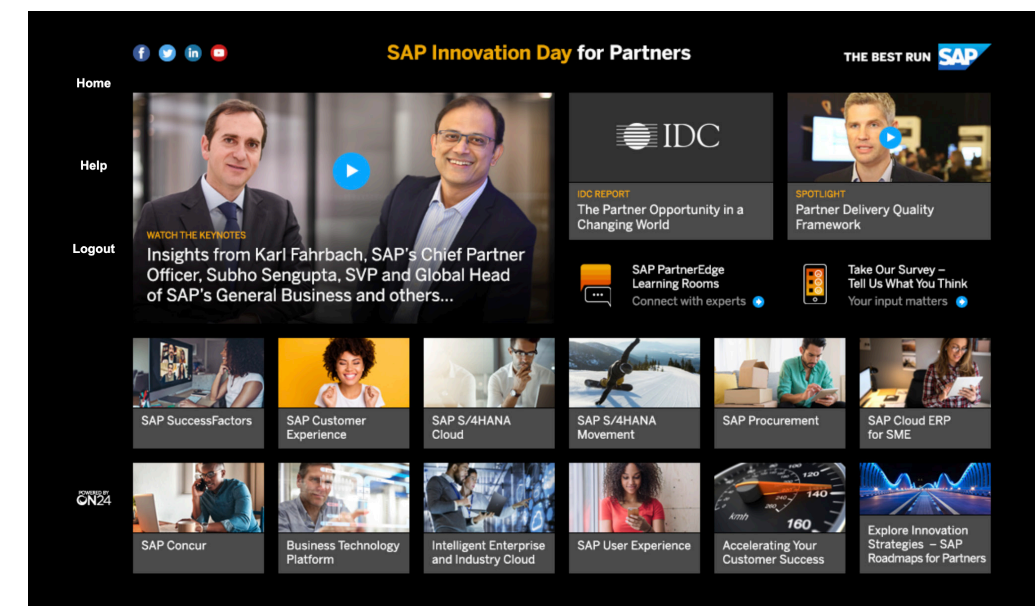 SAP Innovation Day for Partners
THE BEST RUN SAP
Home
Help
Logout
WATCH THE KEYNOTES
Insights from Karl Fahrbach, SAP's Chief Partner
Officer, Subho Sengupta, SVP and Global Head
of SAP's General Business and others...
IDC
IDC REPORT
The Partner Opportunity in a
Changing World
SPOTLIGHT
Partner Delivery Quality
Framework
SAP PartnerEdge
Learning Rooms
Connect with experts
Take Our Survey –
Tell Us What You Think
Your input matters
SAP SuccessFactors
SAP Customer
Experience
SAP S/4HANA
Cloud
SAP S/4HANA
Movement
SAP Procurement
SAP Cloud ERP
for SME
POWERED BY
ON24
SAP Concur
Business Technology
Platform
Intelligent Enterprise
and Industry Cloud
SAP User Experience
120
140
160
kmh
Accelerating Your
Customer Success
Explore Innovation
Strategies – SAP
Roadmaps for Partners